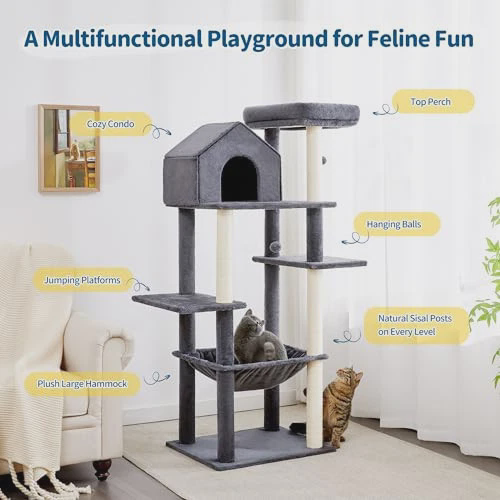 A Multifunctional Playground for Feline Fun
Top Perch
Cozy Condo
Hanging Balls
Jumping Platforms
Natural Sisal Posts
on Every Level
Plush Large Hammock